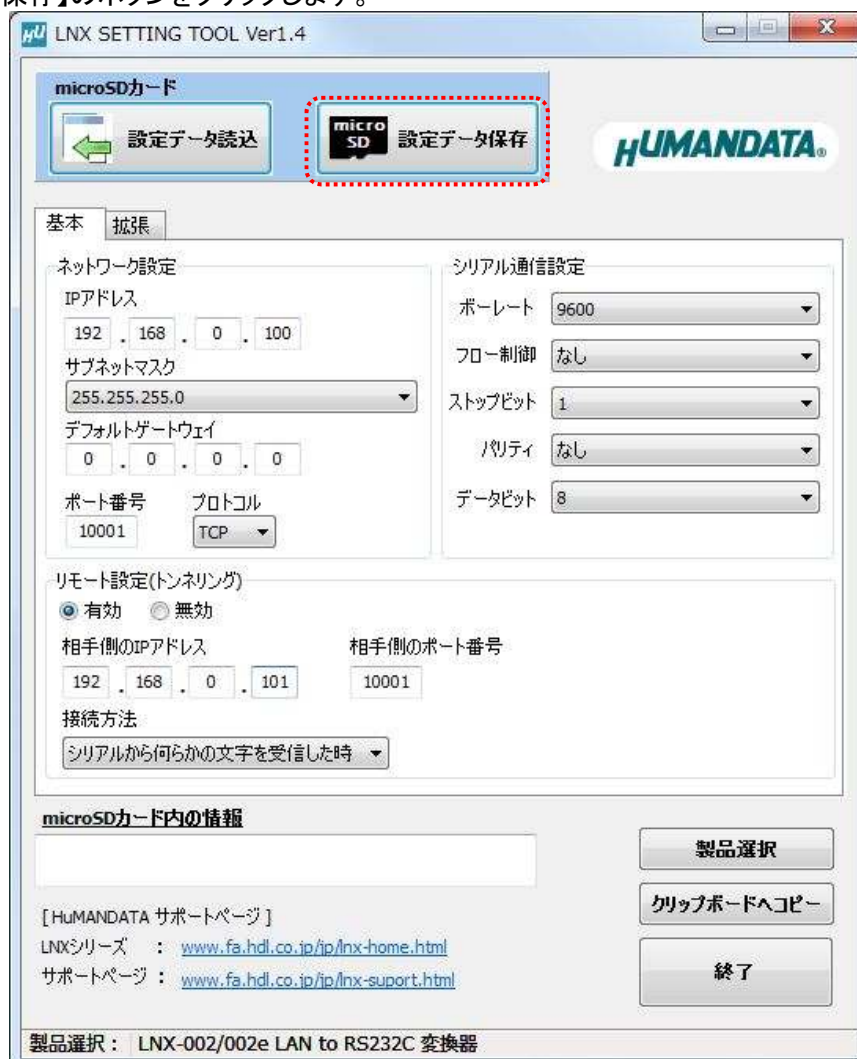 保存】のボタンをクリックします。
LNX SETTING TOOL Ver1.4
microSDカード
設定データ読込
micro SD 設定データ保存
HUMANDATA®
基本 拡張
ネットワーク設定
IPアドレス
192 . 168 . 0 . 100
サブネットマスク
255.255.255.0
デフォルトゲートウェイ
0 . 0 . 0 . 0
ポート番号 プロトコル
10001 TCP
シリアル通信設定
ボーレート 9600
フロー制御 なし
ストップビット 1
パリティ なし
データビット 8
リモート設定(トンネリング)
有効 無効
相手側のIPアドレス 相手側のポート番号
192 . 168 . 0 . 101 10001
接続方法
シリアルから何らかの文字を受信した時
microSDカード内の情報
製品選択
クリップボードへコピー
終了
[ HuMANDATA サポートページ ]
LNXシリーズ : www.fa.hdl.co.jp/jp/lnx-home.html
サポートページ : www.fa.hdl.co.jp/jp/lnx-suport.html
製品選択： LNX-002/002e LAN to RS232C 変換器